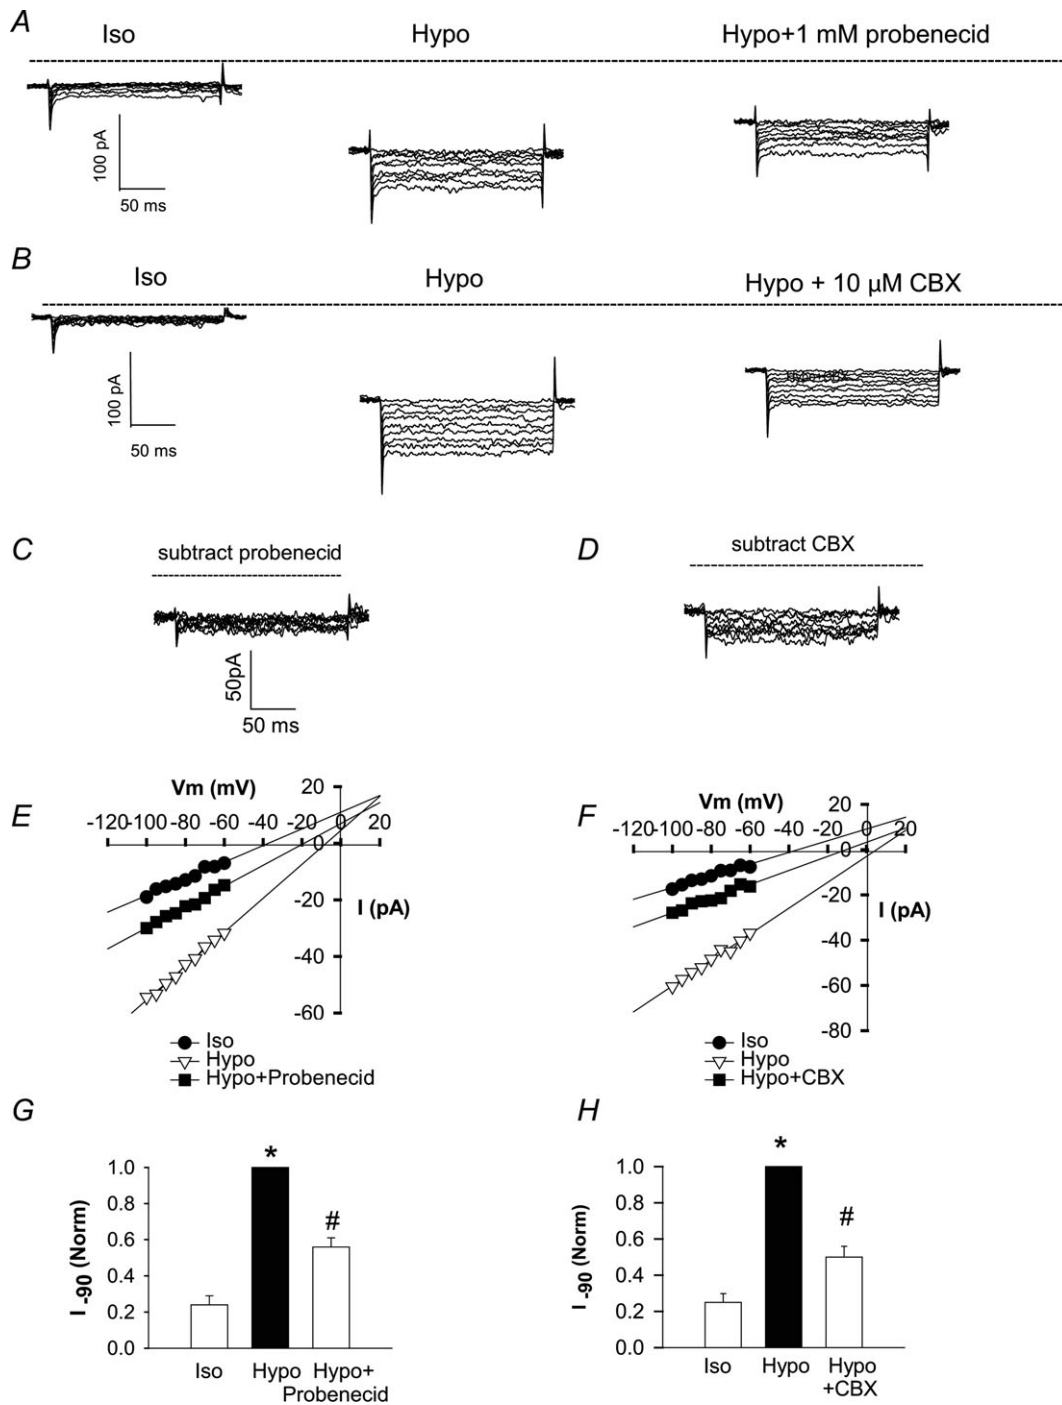 A
Iso
Hypo
Hypo+1 mM probenecid
100 pA
50 ms
B
Iso
Hypo
Hypo + 10 µM CBX
100 pA
50 ms
C
subtract probenecid
50pA
50 ms
D
subtract CBX
E
Vm (mV)
-120-100 -80 -60 -40 -20 0 20
20
0
-20
-40
-60
I (pA)
Iso
Hypo
Hypo+Probenecid
F
Vm (mV)
-120-100 -80 -60 -40 -20 0 20
20
0
-20
-40
-60
-80
I (pA)
Iso
Hypo
Hypo+CBX
G
I -90 (Norm)
1.0
0.8
0.6
0.4
0.2
0.0
*
#
Iso
Hypo
Hypo+
Probenecid
H
I -90 (Norm)
1.0
0.8
0.6
0.4
0.2
0.0
*
#
Iso
Hypo
Hypo
+CBX